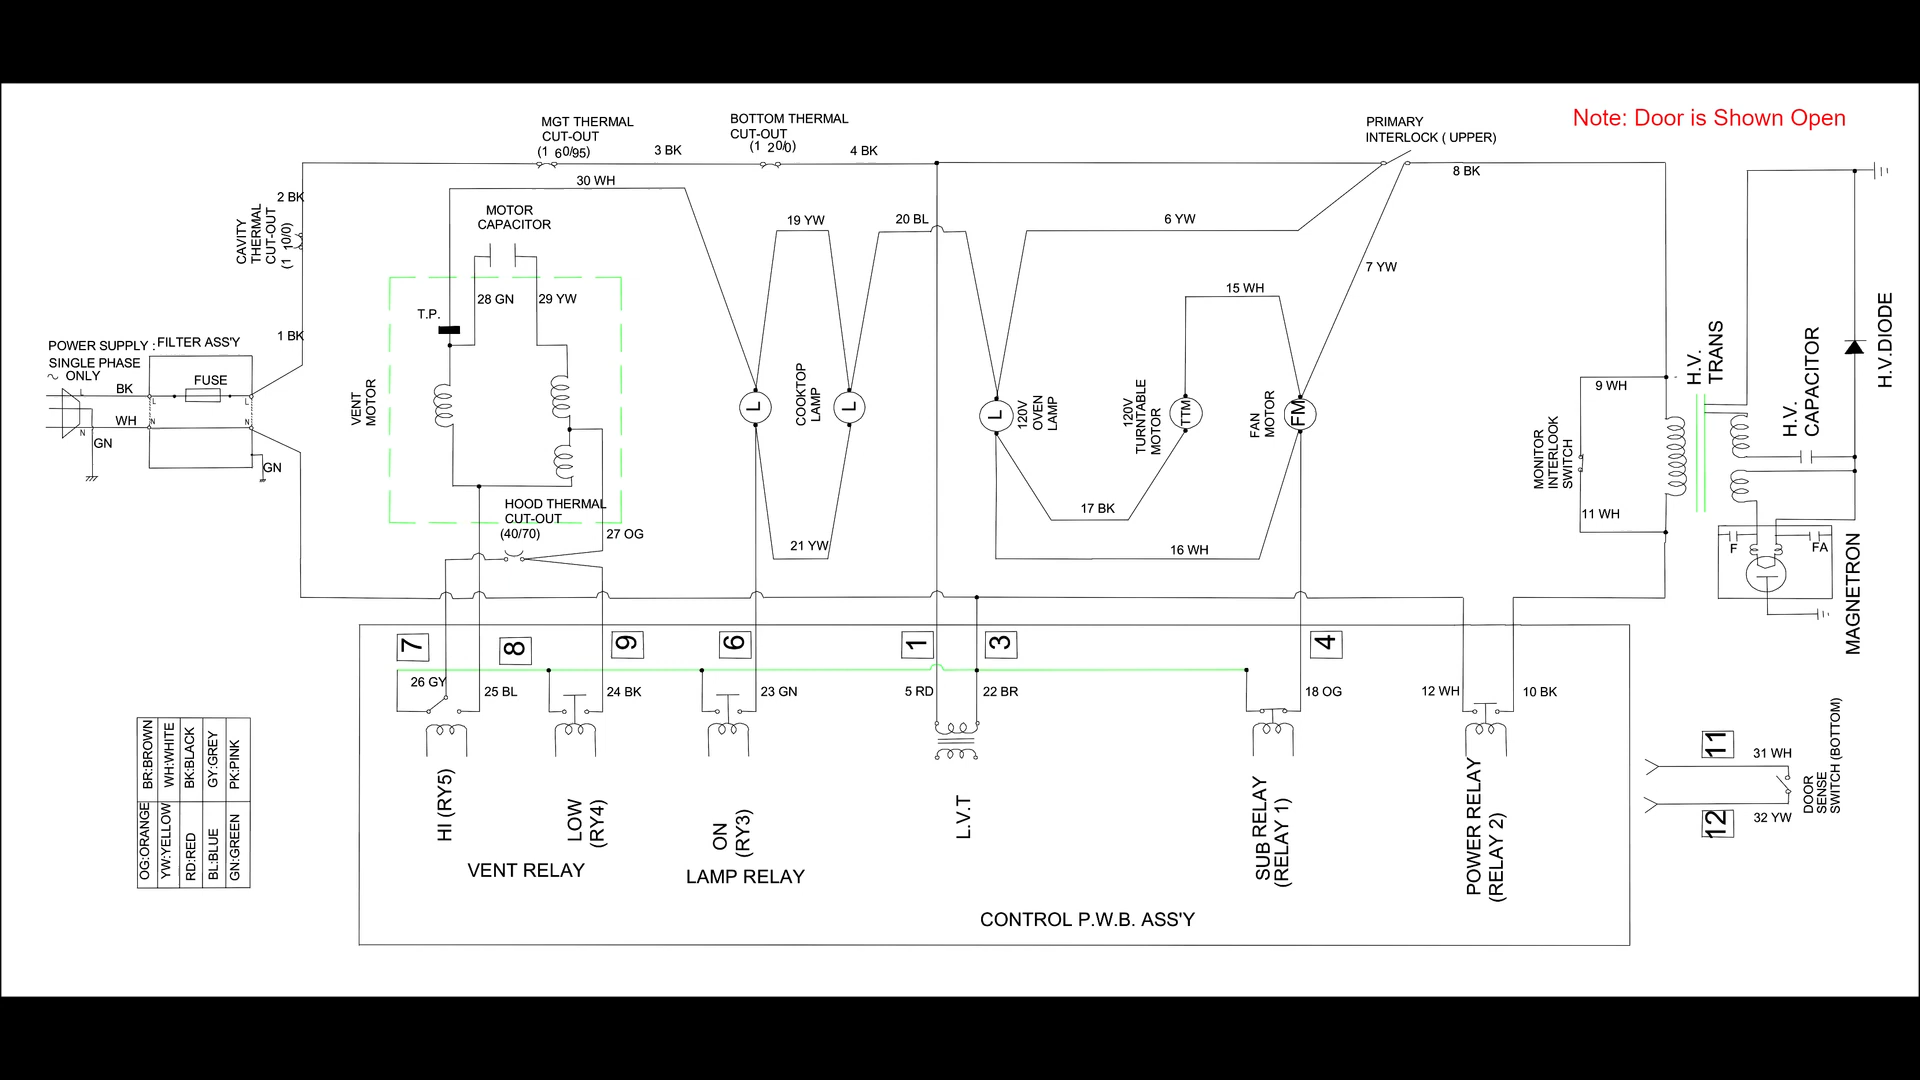 Note: Door is Shown Open
MGT THERMAL
CUT-OUT
(1 60/95)
3 BK
BOTTOM THERMAL
CUT-OUT
(1 20/0)
4 BK
PRIMARY
INTERLOCK ( UPPER)
8 BK
30 WH
2 BK
CAVITY
THERMAL
CUT-OUT
(1 10/0)
MOTOR
CAPACITOR
19 YW
20 BL
6 YW
7 YW
28 GN
29 YW
15 WH
T.P.
1 BK
POWER SUPPLY :
SINGLE PHASE
~ ONLY
FILTER ASS'Y
FUSE
BK
L
L
L
WH
N
N
N
GN
GN
VENT
MOTOR
L
COOKTOP
LAMP
L
L
120V
OVEN
LAMP
120V
TURNTABLE
MOTOR
TTM
FAN
MOTOR
FM
9 WH
MONITOR
INTERLOOK
SWITCH
11 WH
H.V.
TRANS
H.V.
CAPACITOR
H.V.DIODE
HOOD THERMAL
CUT-OUT
(40/70)
27 OG
21 YW
17 BK
16 WH
F
FA
MAGNETRON
7
8
9
6
1
3
4
26 GY
25 BL
24 BK
23 GN
5 RD
22 BR
18 OG
12 WH
10 BK
HI (RY5)
LOW
(RY4)
VENT RELAY
ON
(RY3)
LAMP RELAY
L.V.T
SUB RELAY
(RELAY 1)
POWER RELAY
(RELAY 2)
CONTROL P.W.B. ASS'Y
11
31 WH
12
32 YW
DOOR
SENSE
SWITCH (BOTTOM)
OG:ORANGE BR:BROWN
YW:YELLOW WH:WHITE
RD:RED BK:BLACK
BL:BLUE GY:GREY
GN:GREEN PK:PINK